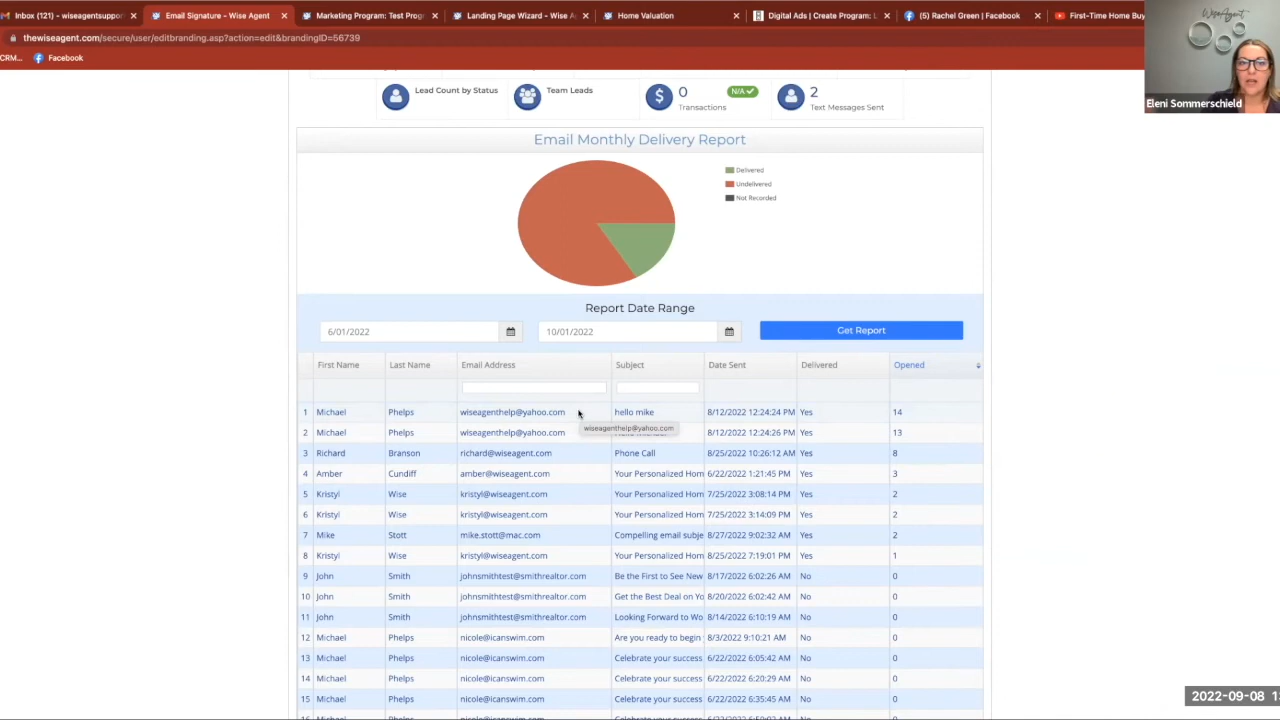 Inbox (121) - wiseagentsuppor
Email Signature - Wise Agent
Marketing Program: Test Prog
Landing Page Wizard - Wise A
Home Valuation
Digital Ads | Create Program: L
(5) Rachel Green | Facebook
First-Time Home Buy
thewiseagent.com/secure/user/editbranding.asp?action=edit&brandingID=56739
CRM... Facebook
Eleni Sommerschield
Lead Count by Status
Team Leads
0 N/A
Transactions
2
Text Messages Sent
Email Monthly Delivery Report
Delivered
Undelivered
Not Recorded
Report Date Range
6/01/2022 10/01/2022 Get Report
First Name Last Name Email Address Subject Date Sent Delivered Opened
1 Michael Phelps wiseagenthelp@yahoo.com hello mike 8/12/2022 12:24:24 PM Yes 14
wiseagenthelp@yahoo.com
2 Michael Phelps wiseagenthelp@yahoo.com 8/12/2022 12:24:26 PM Yes 13
3 Richard Branson richard@wiseagent.com Phone Call 8/25/2022 10:26:12 AM Yes 8
4 Amber Cundiff amber@wiseagent.com Your Personalized Hom 6/22/2022 1:21:45 PM Yes 3
5 Kristyl Wise kristyl@wiseagent.com Your Personalized Hom 7/25/2022 3:08:14 PM Yes 2
6 Kristyl Wise kristyl@wiseagent.com Your Personalized Hom 7/25/2022 3:14:09 PM Yes 2
7 Mike Stott mike.stott@mac.com Compelling email subje 8/27/2022 9:02:32 AM Yes 2
8 Kristyl Wise kristyl@wiseagent.com Your Personalized Hom 8/25/2022 7:19:01 PM Yes 1
9 John Smith johnsmithtest@smithrealtor.com Be the First to See New 8/17/2022 6:02:26 AM No 0
10 John Smith johnsmithtest@smithrealtor.com Get the Best Deal on Yo 8/20/2022 6:02:42 AM No 0
11 John Smith johnsmithtest@smithrealtor.com Looking Forward to Wo 8/14/2022 6:10:19 AM No 0
12 Michael Phelps nicole@icanswim.com Are you ready to begin 8/3/2022 9:10:21 AM No 0
13 Michael Phelps nicole@icanswim.com Celebrate your success 6/22/2022 6:05:42 AM No 0
14 Michael Phelps nicole@icanswim.com Celebrate your success 6/22/2022 6:20:29 AM No 0
15 Michael Phelps nicole@icanswim.com Celebrate your success 6/22/2022 6:35:45 AM No 0
2022-09-08 1